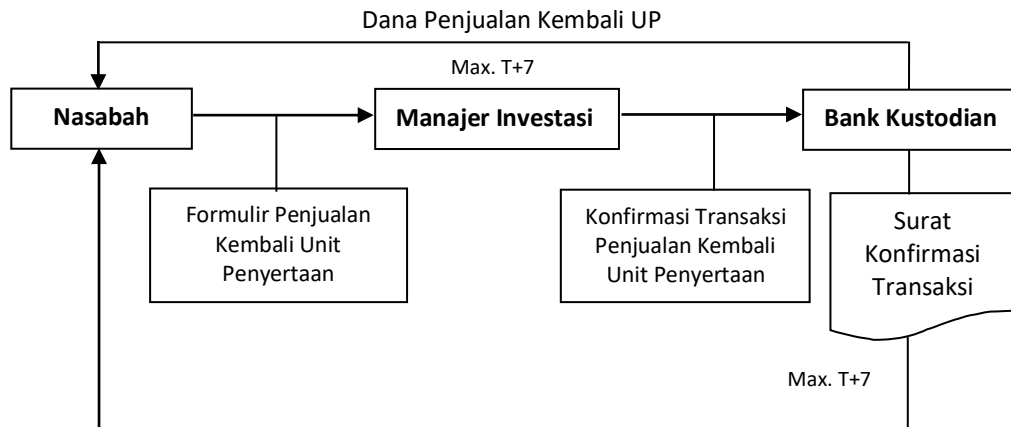 Dana Penjualan Kembali UP
Max. T+7
Nasabah
Manajer Investasi
Bank Kustodian
Formulir Penjualan
Kembali Unit
Penyertaan
Konfirmasi Transaksi
Penjualan Kembali
Unit Penyertaan
Surat
Konfirmasi
Transaksi
Max. T+7